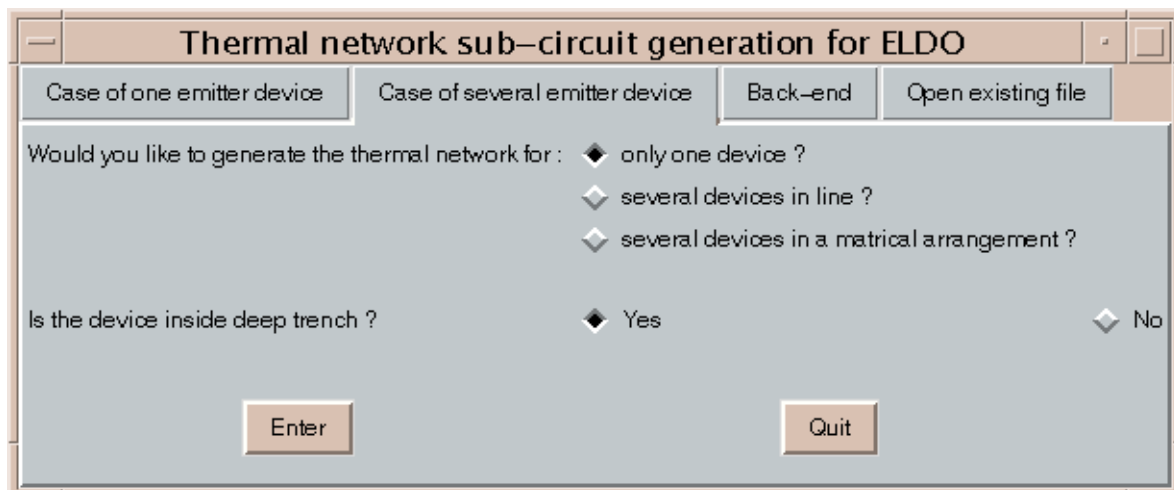 Thermal network sub-circuit generation for ELDO
Case of one emitter device Case of several emitter device Back-end Open existing file
Would you like to generate the thermal network for : only one device ?
several devices in line ?
several devices in a matrical arrangement ?
Is the device inside deep trench ? Yes No
Enter Quit